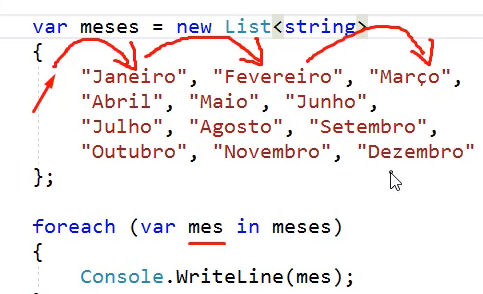 var meses = new List<string>
{
"Janeiro", "Fevereiro", "Março",
"Abril", "Maio", "Junho",
"Julho", "Agosto", "Setembro",
"Outubro", "Novembro", "Dezembro"
};
foreach (var mes in meses)
{
Console.WriteLine(mes);